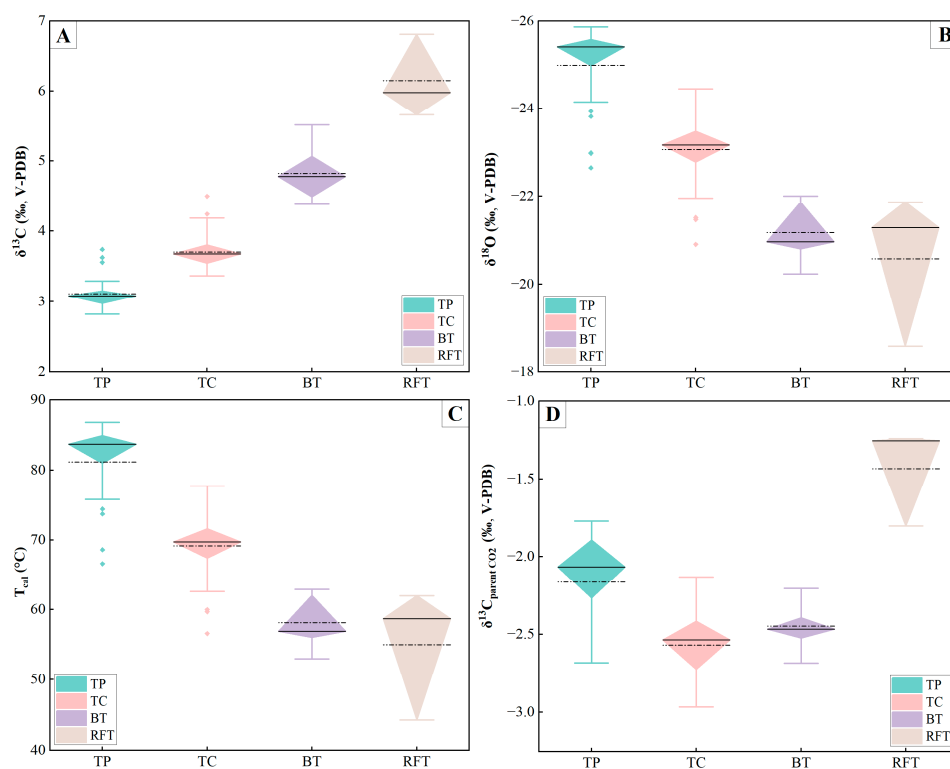 A
δ¹³C (‰, V-PDB)
7
6
5
4
3
2
TP
TC
BT
RFT
TP
TC
BT
RFT
B
δ¹⁸O (‰, V-PDB)
−26
−24
−22
−20
−18
TP
TC
BT
RFT
TP
TC
BT
RFT
C
T_cal (°C)
90
80
70
60
50
40
TP
TC
BT
RFT
TP
TC
BT
RFT
D
δ¹³C_parent CO2 (‰, V-PDB)
−1.0
−1.5
−2.0
−2.5
−3.0
TP
TC
BT
RFT
TP
TC
BT
RFT